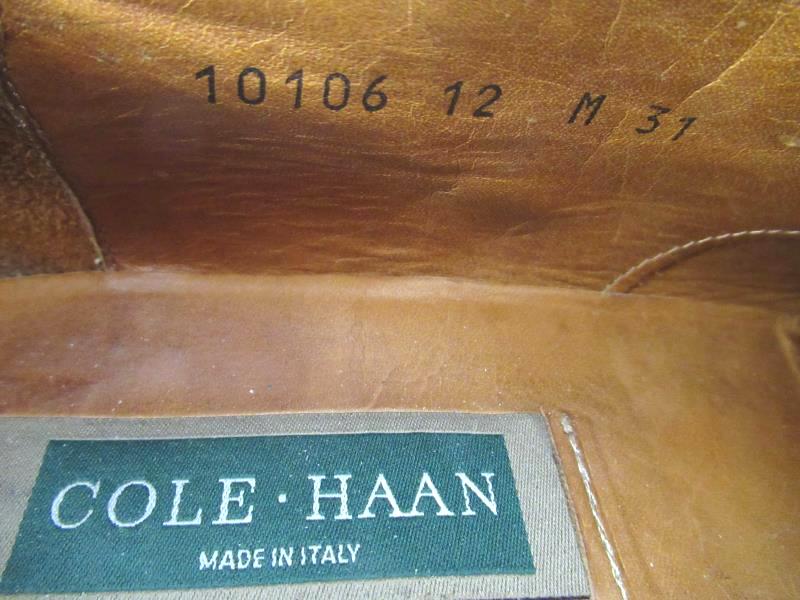 10106 12 M 31
COLE · HAAN
MADE IN ITALY